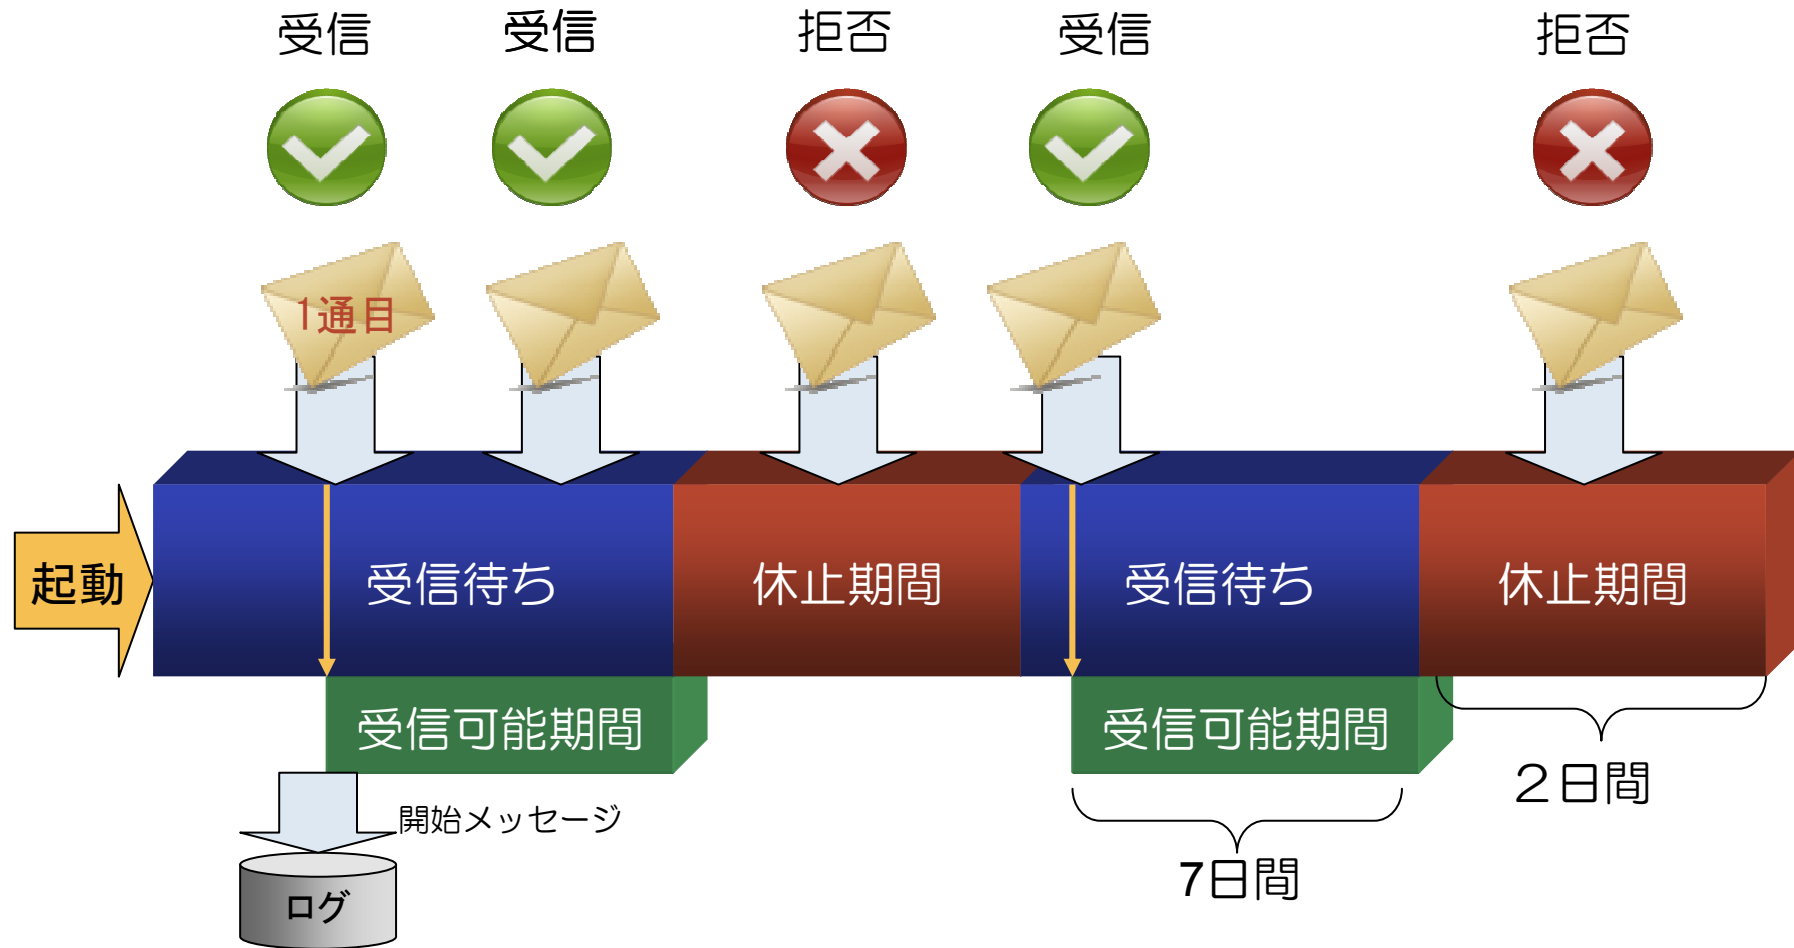 受信
受信
拒否
受信
拒否
1通目
起動
受信待ち
休止期間
受信待ち
休止期間
受信可能期間
受信可能期間
2日間
開始メッセージ
7日間
ログ